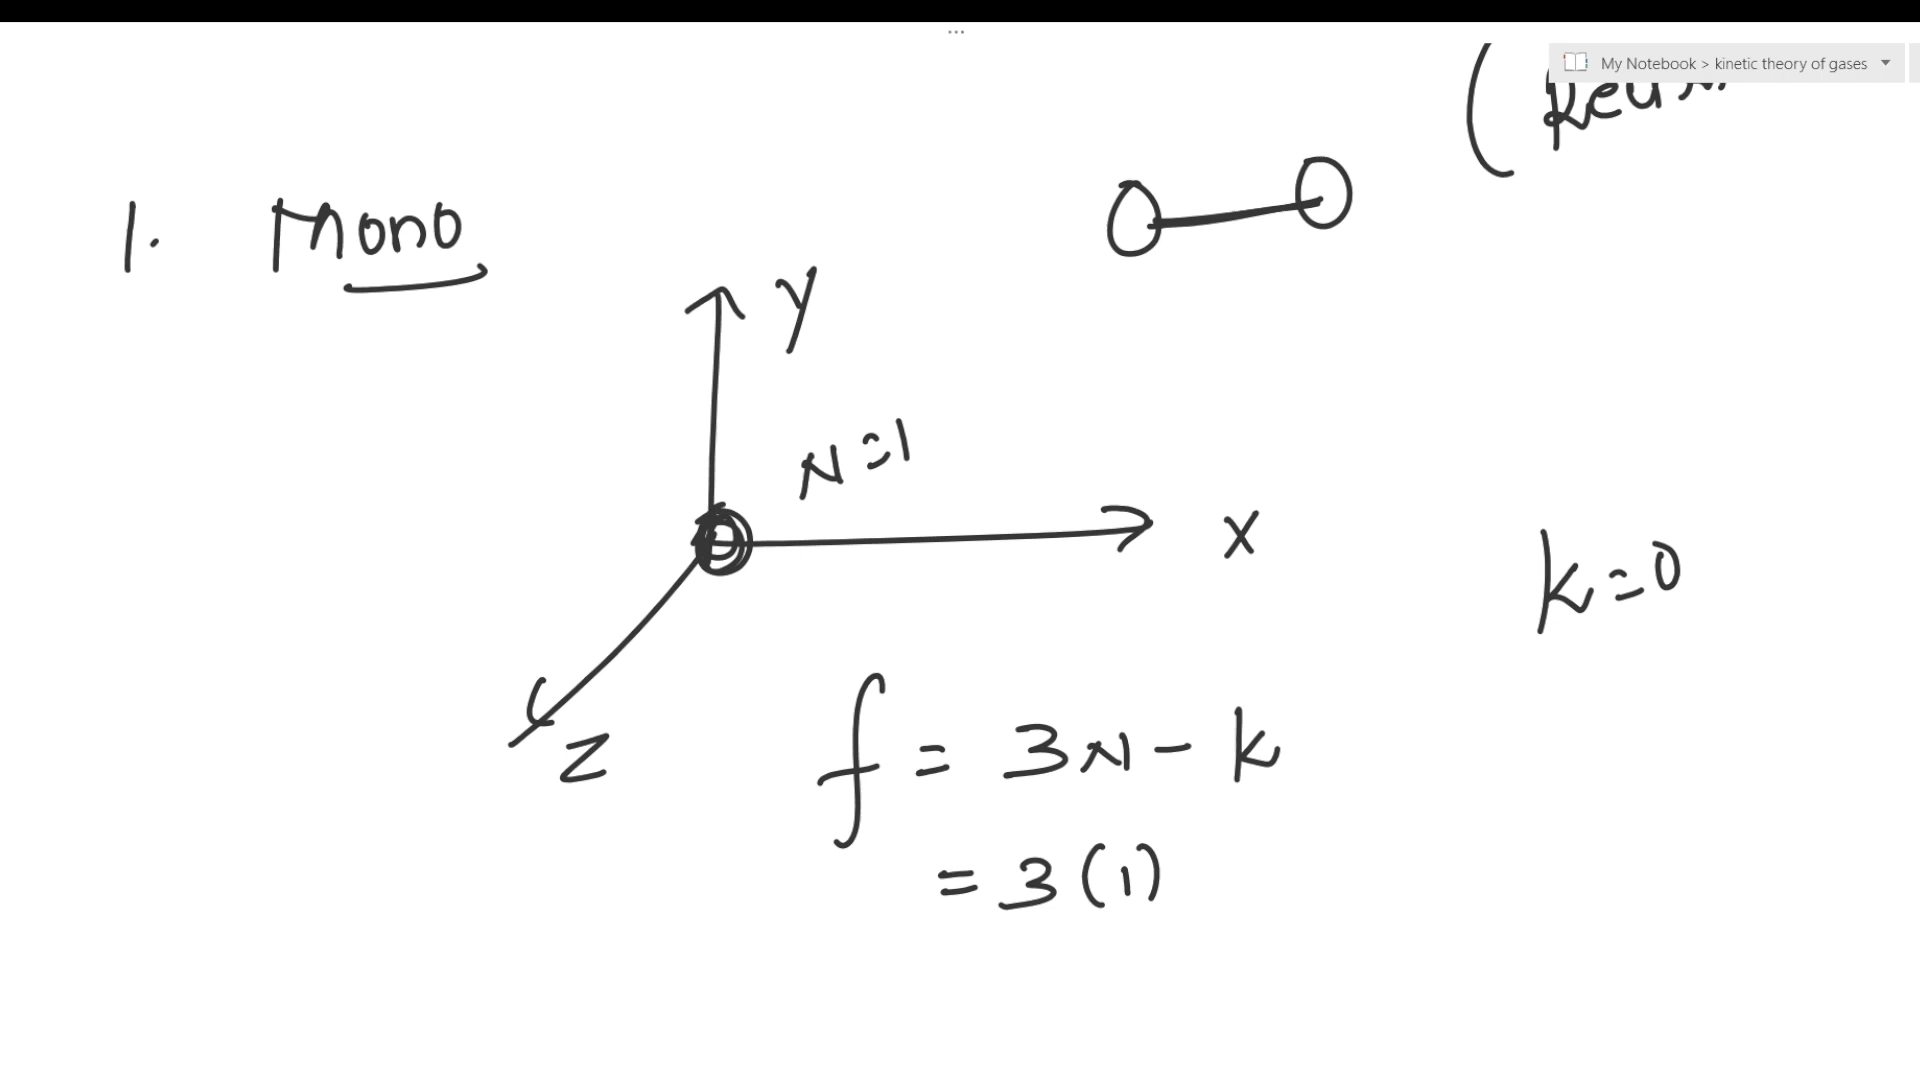 ...
My Notebook > kinetic theory of gases
1. Mono
y
N=1
x
k=0
z
f = 3N - k
= 3(1)